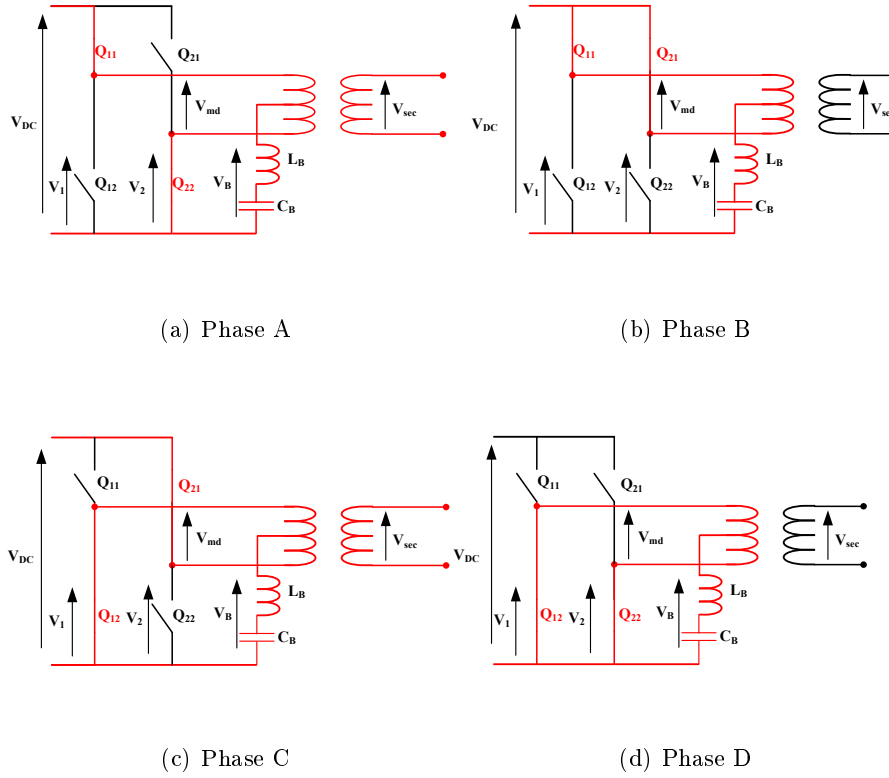 Q11
Q21
VDC
Vmd
Vsec
V1
Q12
V2
Q22
VB
LB
CB
(a) Phase A
Q11
Q21
VDC
Vmd
Vse
V1
Q12
V2
Q22
VB
LB
CB
(b) Phase B
Q11
Q21
VDC
Vmd
Vsec
V1
Q12
V2
Q22
VB
LB
CB
(c) Phase C
Q11
Q21
VDC
Vmd
Vsec
V1
Q12
V2
Q22
VB
LB
CB
(d) Phase D